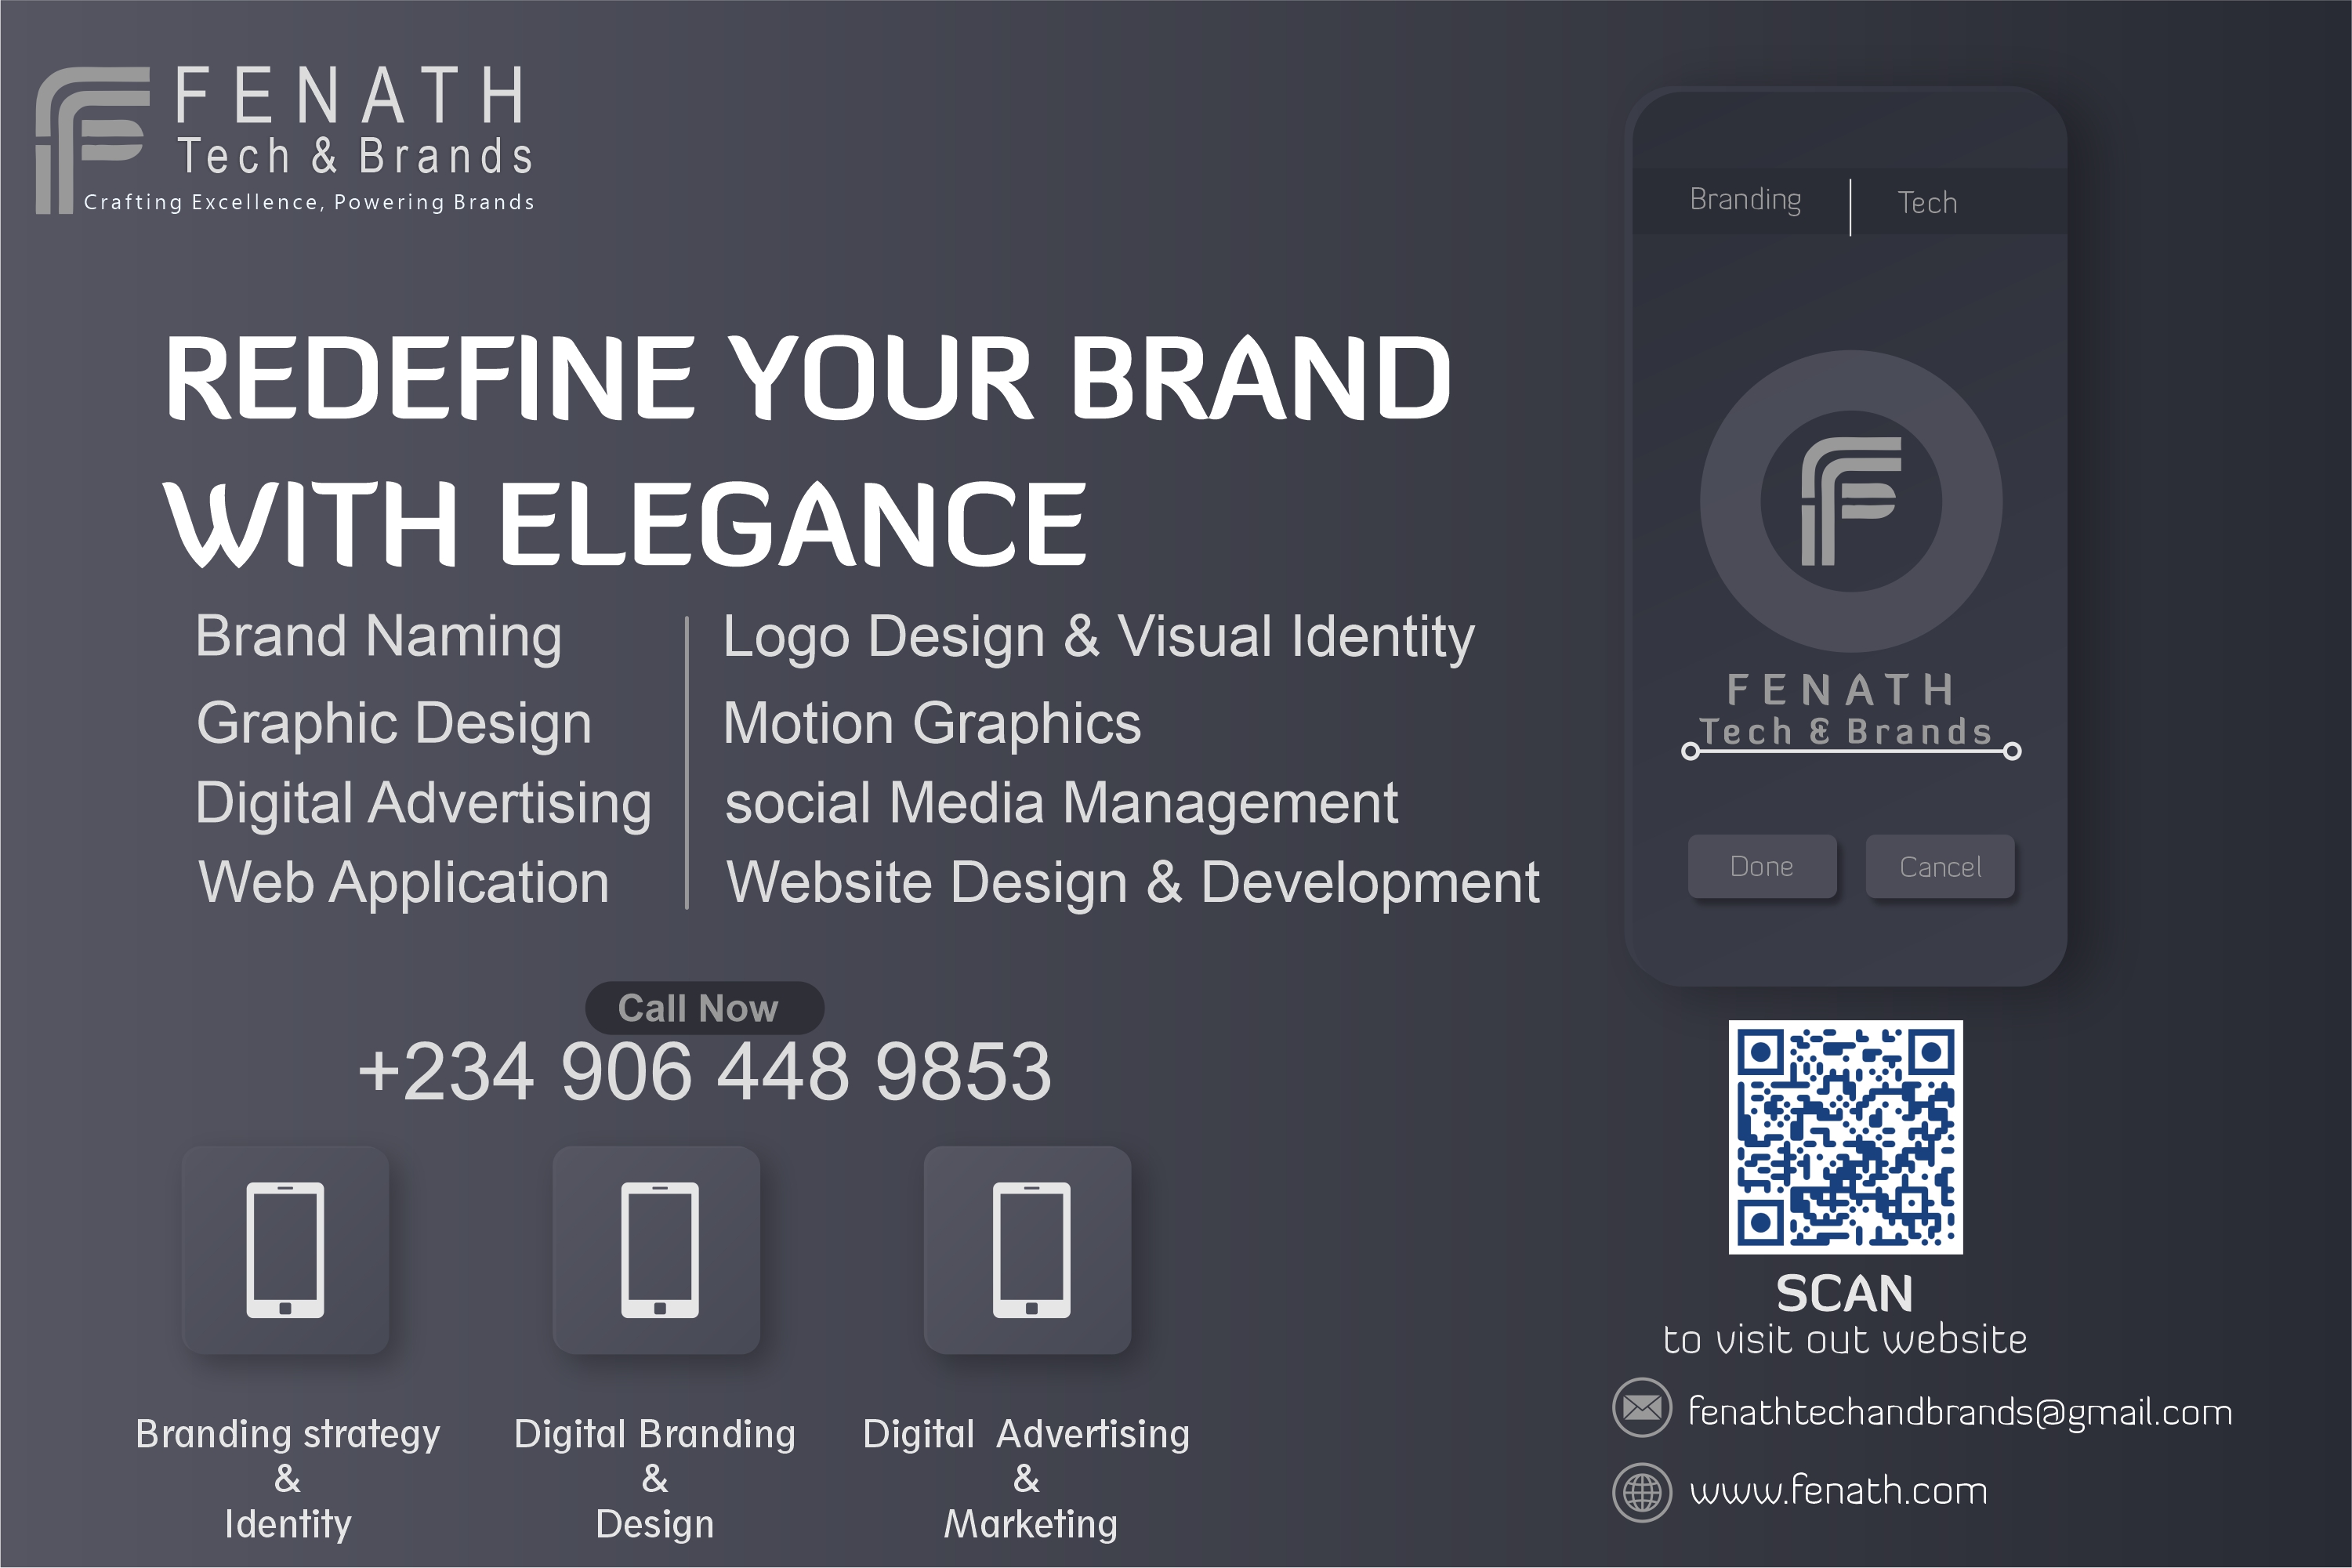 FENATH
Tech & Brands
Crafting Excellence, Powering Brands
REDEFINE YOUR BRAND
WITH ELEGANCE
Brand Naming
Graphic Design
Digital Advertising
Web Application
Logo Design & Visual Identity
Motion Graphics
social Media Management
Website Design & Development
Call Now
+234 906 448 9853
Branding strategy
&
Identity
Digital Branding
&
Design
Digital Advertising
&
Marketing
Branding
Tech
FENATH
Tech & Brands
Done
Cancel
SCAN
to visit out website
fenathtechandbrands@gmail.com
www.fenath.com